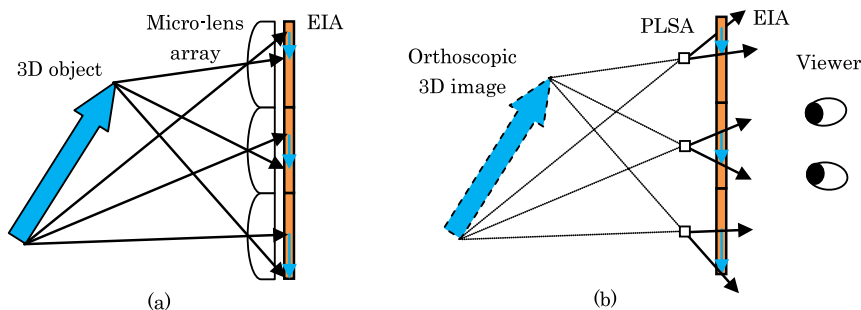 Micro-lens
array
EIA
3D object
(a)
PLSA
EIA
Orthoscopic
3D image
Viewer
(b)